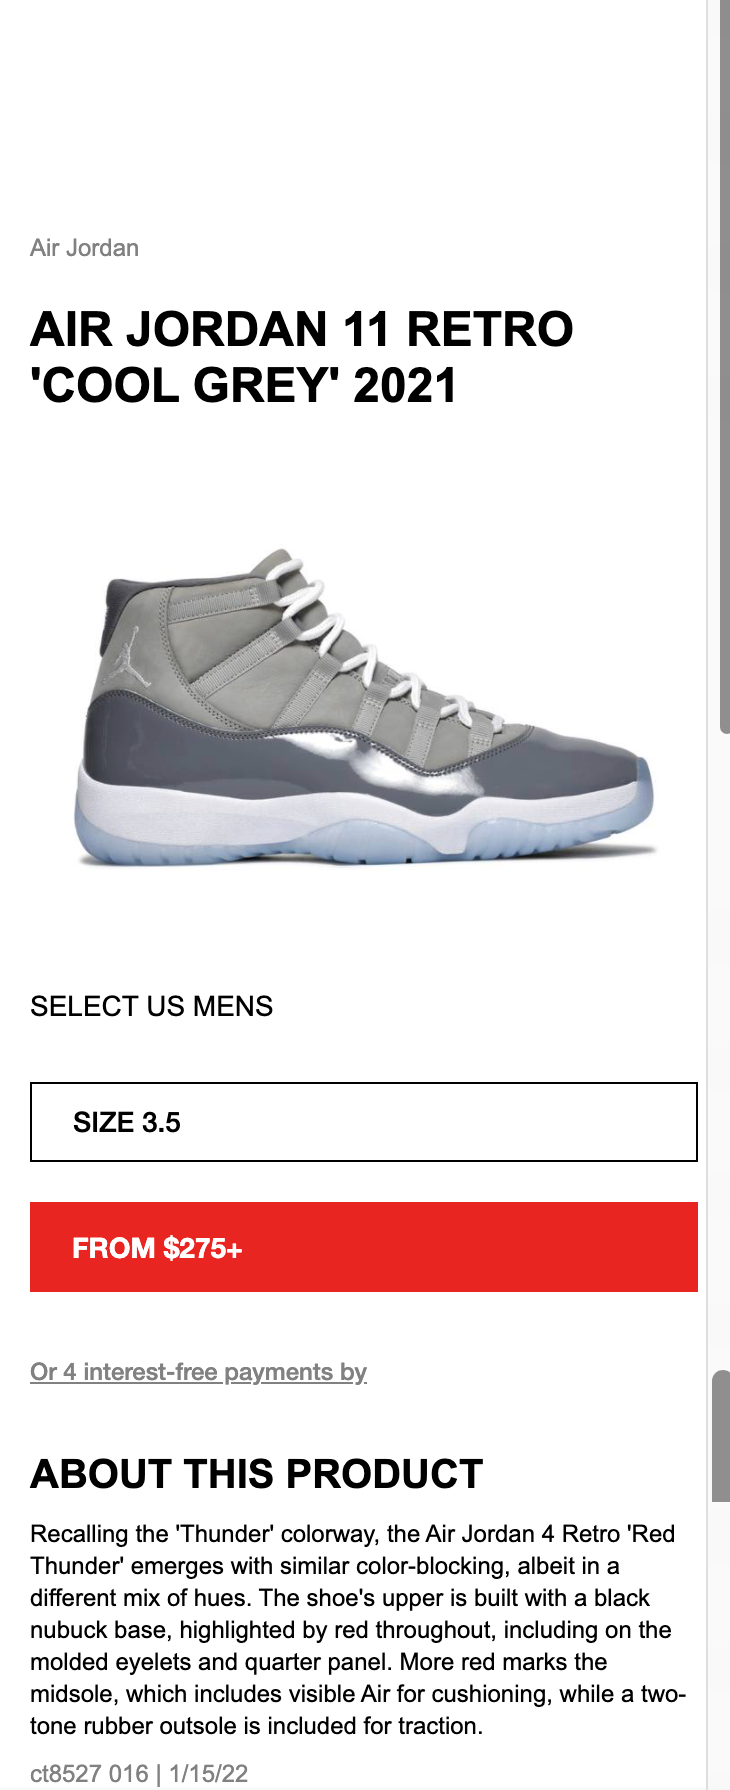 Air Jordan
AIR JORDAN 11 RETRO
'COOL GREY' 2021
SELECT US MENS
SIZE 3.5
FROM $275+
Or 4 interest-free payments by
ABOUT THIS PRODUCT
Recalling the 'Thunder' colorway, the Air Jordan 4 Retro 'Red
Thunder' emerges with similar color-blocking, albeit in a
different mix of hues. The shoe's upper is built with a black
nubuck base, highlighted by red throughout, including on the
molded eyelets and quarter panel. More red marks the
midsole, which includes visible Air for cushioning, while a two-
tone rubber outsole is included for traction.
ct8527 016 | 1/15/22